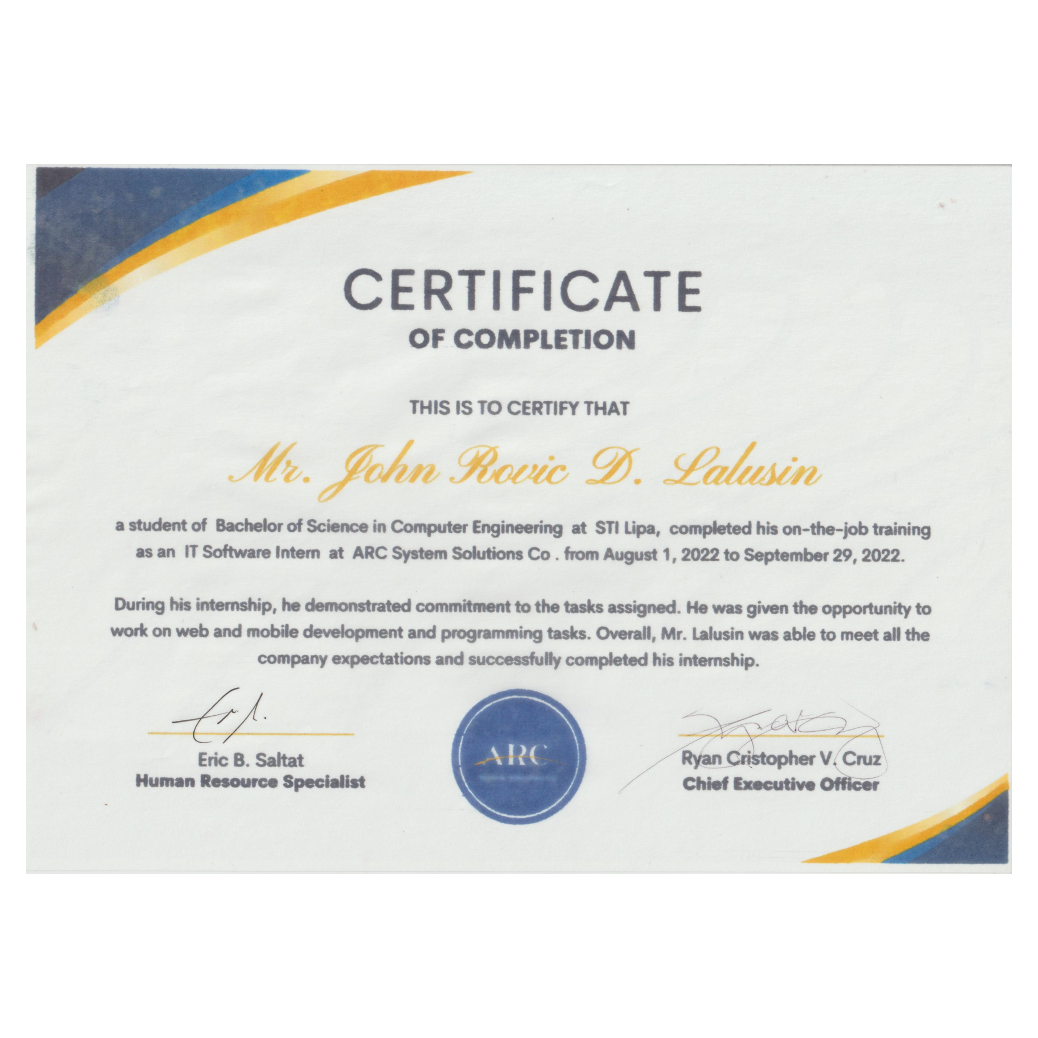 CERTIFICATE
OF COMPLETION
THIS IS TO CERTIFY THAT
Mr. John Rovic D. Lalusin
a student of Bachelor of Science in Computer Engineering at STI Lipa, completed his on-the-job training
as an IT Software Intern at ARC System Solutions Co . from August 1, 2022 to September 29, 2022.
During his internship, he demonstrated commitment to the tasks assigned. He was given the opportunity to
work on web and mobile development and programming tasks. Overall, Mr. Lalusin was able to meet all the
company expectations and successfully completed his internship.
Eric B. Saltat
Human Resource Specialist
ARC
Ryan Cristopher V. Cruz
Chief Executive Officer